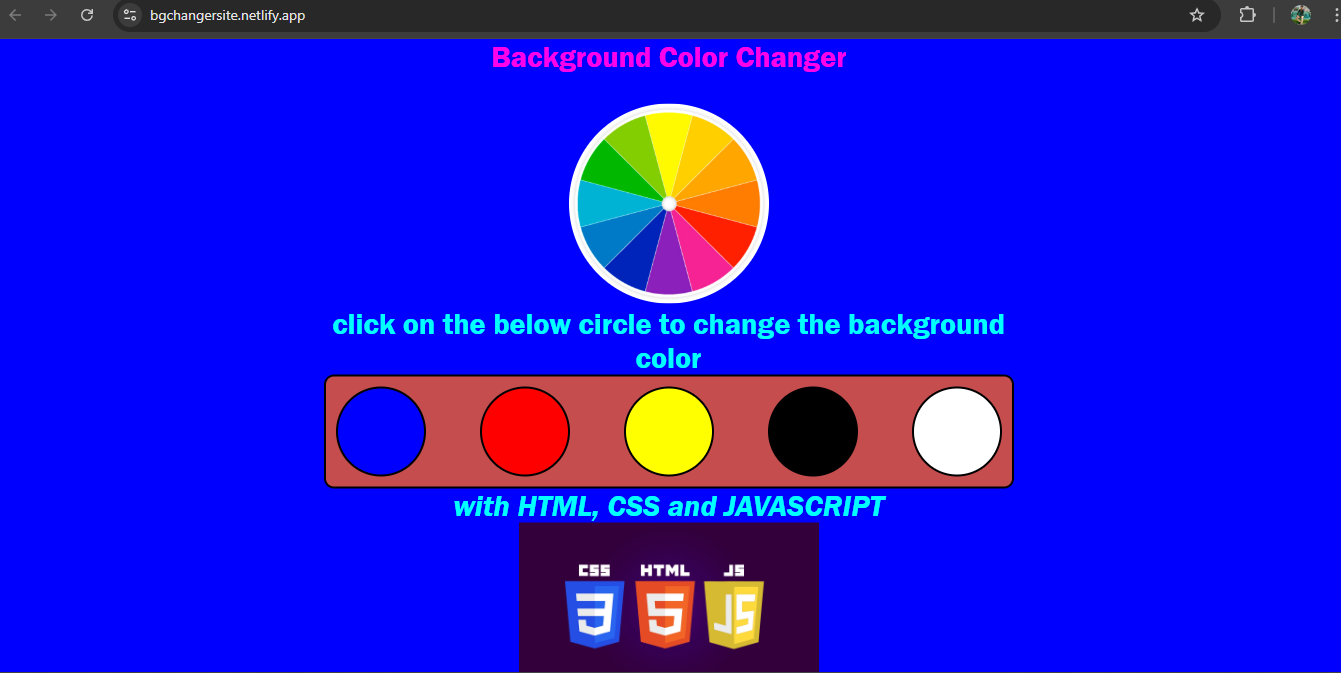 bgchangersite.netlify.app
Background Color Changer
click on the below circle to change the background
color
with HTML, CSS and JAVASCRIPT
CSS HTML JS
3 5 JS